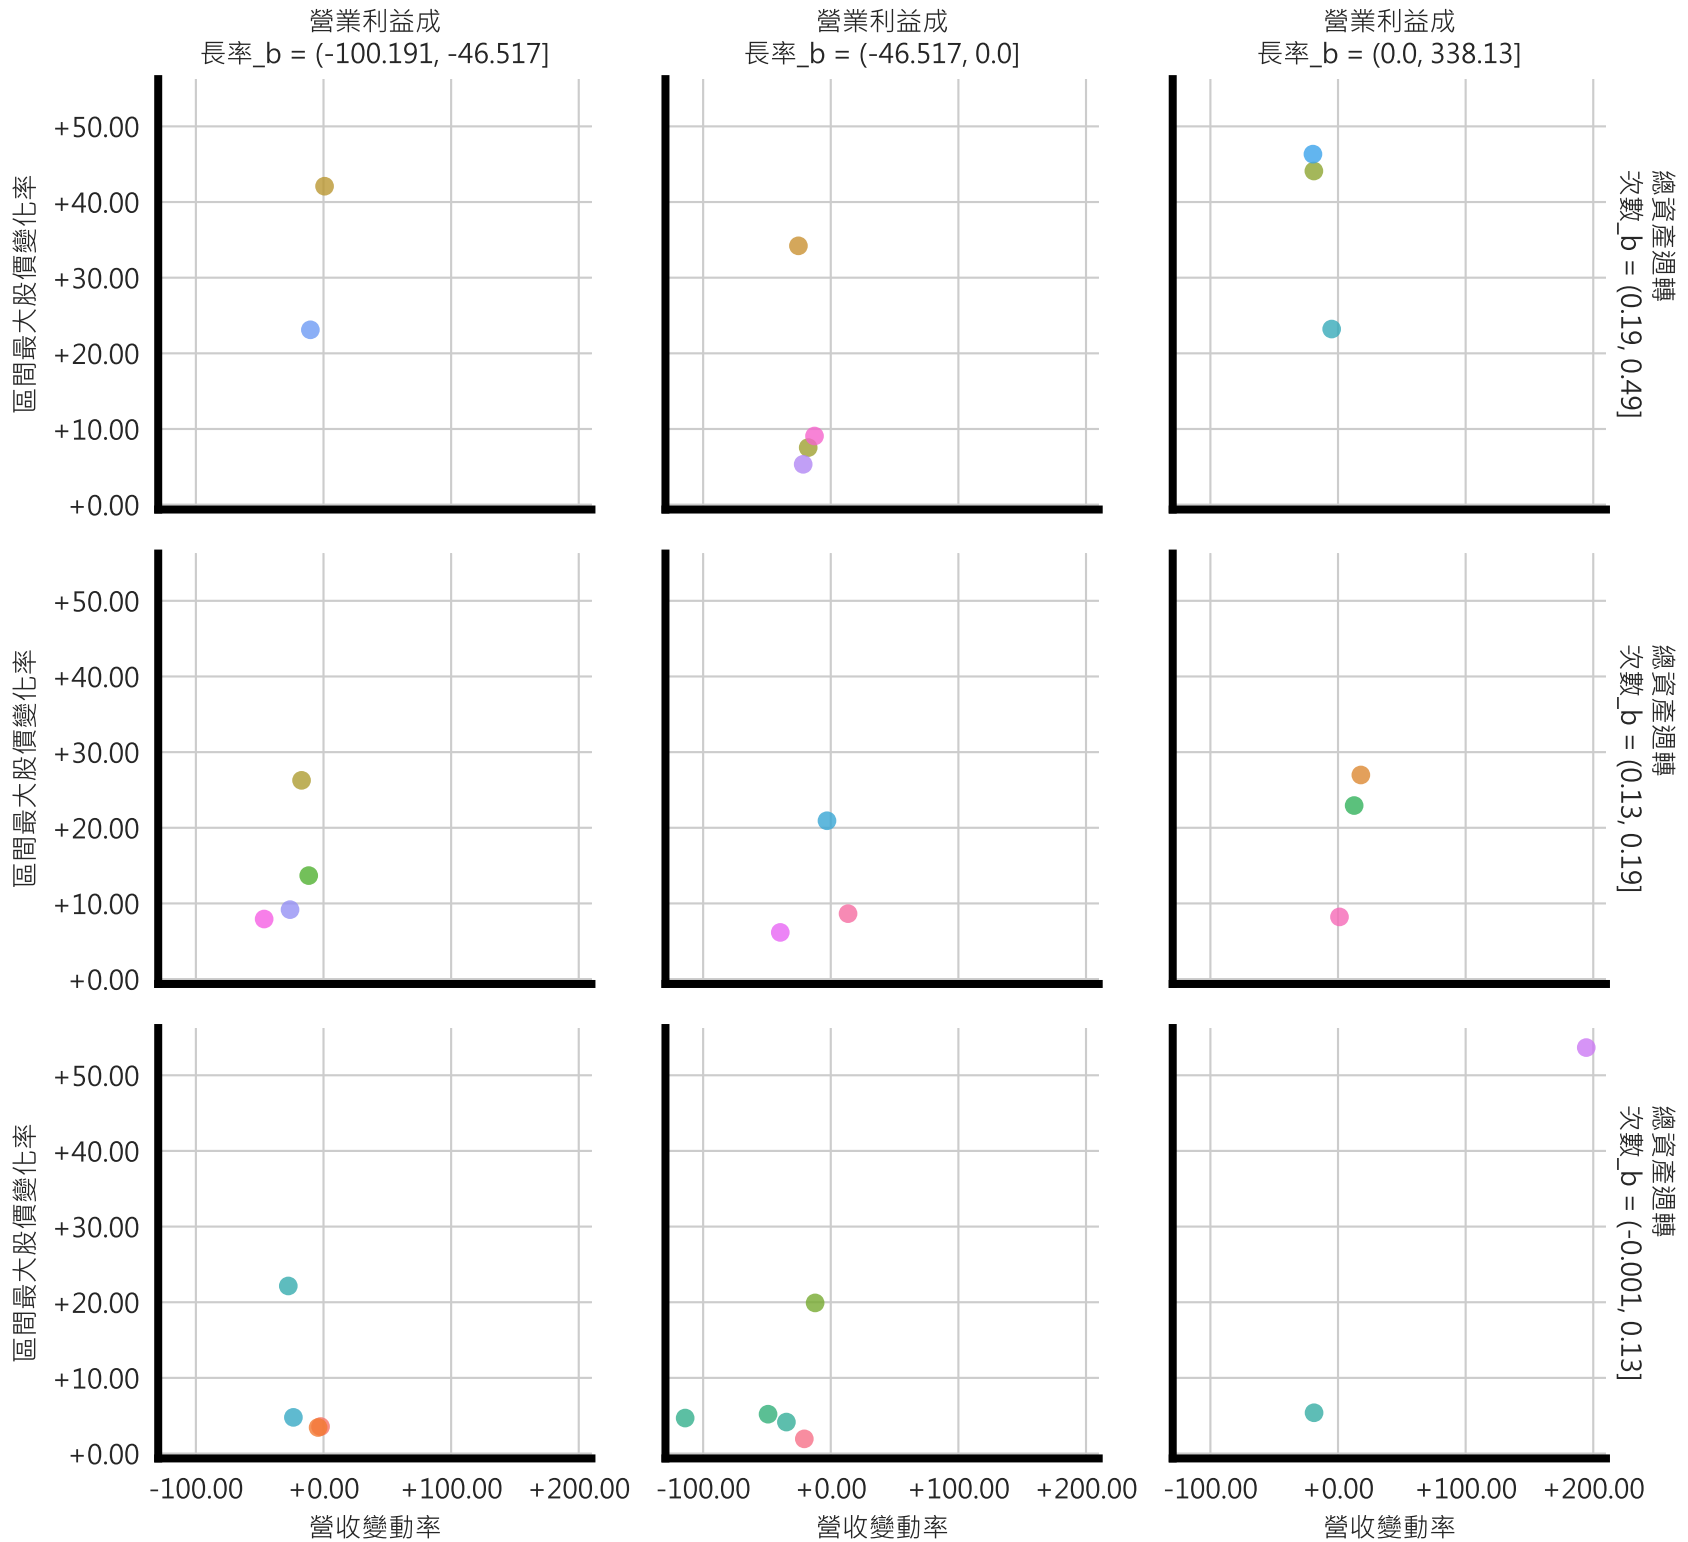 營業利益成
長率_b = (-100.191, -46.517]
營業利益成
長率_b = (-46.517, 0.0]
營業利益成
長率_b = (0.0, 338.13]
區間最大股價變化率
+50.00
+40.00
+30.00
+20.00
+10.00
+0.00
總資產週轉
次數_b = (0.19, 0.49]
區間最大股價變化率
+50.00
+40.00
+30.00
+20.00
+10.00
+0.00
總資產週轉
次數_b = (0.13, 0.19]
區間最大股價變化率
+50.00
+40.00
+30.00
+20.00
+10.00
+0.00
總資產週轉
次數_b = (-0.001, 0.13]
-100.00 +0.00 +100.00 +200.00
-100.00 +0.00 +100.00 +200.00
-100.00 +0.00 +100.00 +200.00
營收變動率
營收變動率
營收變動率